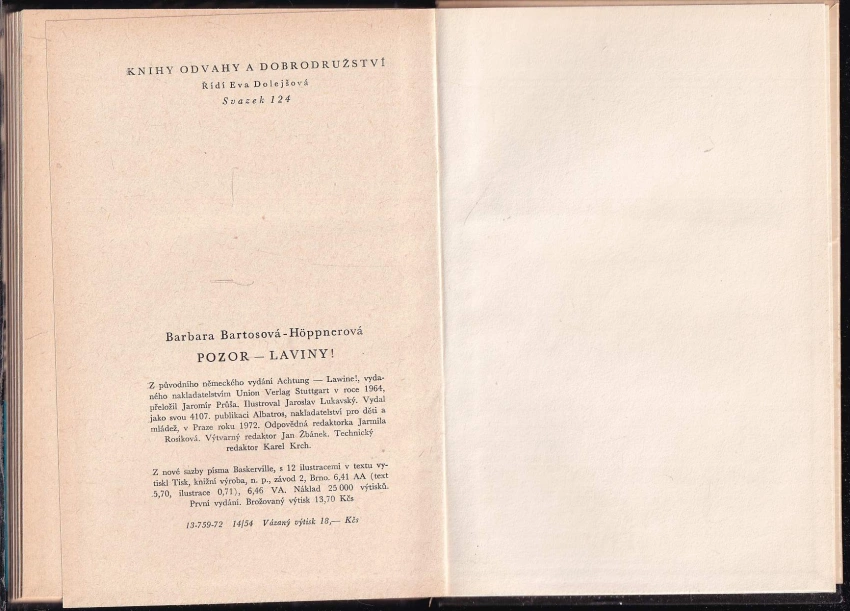 KNIHY ODVAHY A DOBRODRUŽSTVÍ
Řídí Eva Dolejšová
Svazek 124
Barbara Bartosová-Höppnerová
POZOR — LAVINY!
Z původního německého vydání Achtung — Lawine!, vyda-
ného nakladatelstvím Union Verlag Stuttgart v roce 1964,
přeložil Jaromír Průša. Ilustroval Jaroslav Lukavský. Vydal
jako svou 4107. publikaci Albatros, nakladatelství pro děti a
mládež, v Praze roku 1972. Odpovědná redaktorka Jarmila
Rosíková. Výtvarný redaktor Jan Žbánek. Technický
redaktor Karel Krch.
Z nové sazby písma Baskerville, s 12 ilustracemi v textu vy-
tiskl Tisk, knižní výroba, n. p., závod 2, Brno. 6,41 AA (text
5,70, ilustrace 0,71), 6,46 VA. Náklad 25 000 výtisků.
První vydání. Brožovaný výtisk 13,70 Kčs
13-759-72 14/54 Vázaný výtisk 18,— Kčs